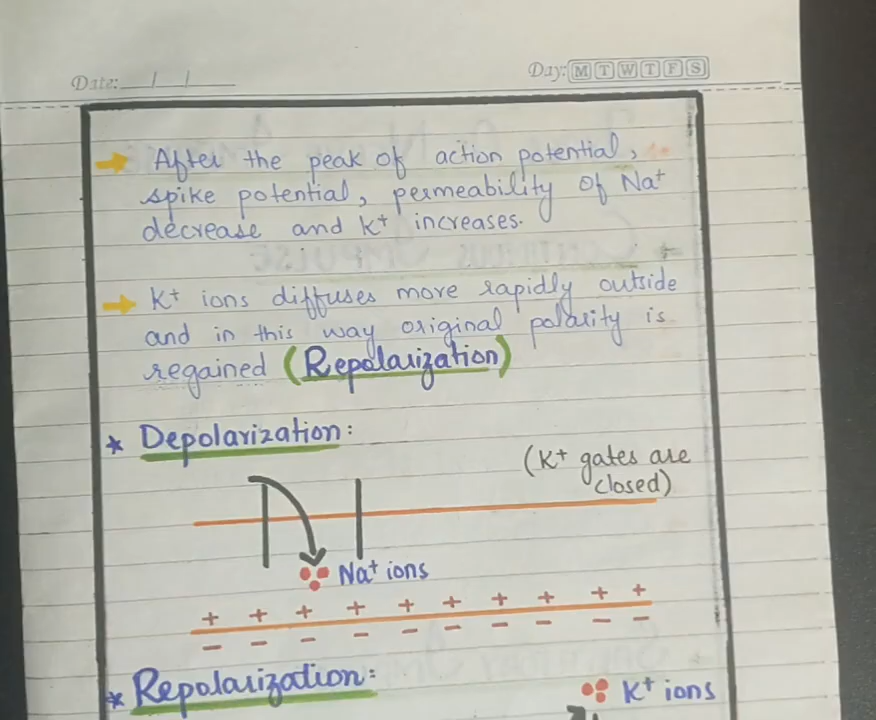 Date: / /
Day: M T W T F S
After the peak of action potential,
spike potential, permeability of Na+
decrease and K+ increases.
K+ ions diffuses more rapidly outside
and in this way original polarity is
regained (Repolarization)
* Depolarization:
(K+ gates are
closed)
Na+ ions
+ + + + + + + + + +
- - - - - - - - - -
* Repolarization:
K+ ions